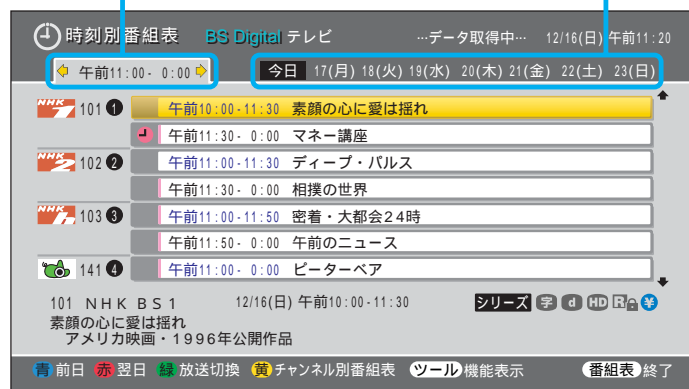 時刻別番組表 BS Digital テレビ …データ取得中… 12/16(日) 午前11:20
午前11:00- 0:00 今日 17(月) 18(火) 19(水) 20(木) 21(金) 22(土) 23(日)
NHK 1 101 1 午前10:00-11:30 素顔の心に愛は揺れ
午前11:30- 0:00 マネー講座
NHK 2 102 2 午前11:00-11:30 ディープ・パルス
午前11:30- 0:00 相撲の世界
NHK h 103 3 午前11:00-11:50 密着・大都会24時
午前11:50- 0:00 午前のニュース
141 4 午前11:00- 0:00 ピーターベア
101 NHK BS1 12/16(日) 午前10:00-11:30 シリーズ 字 d HD R ¥
素顔の心に愛は揺れ
アメリカ映画・1996年公開作品
青 前日 赤 翌日 緑 放送切換 黄 チャンネル別番組表 ツール 機能表示 番組表 終了